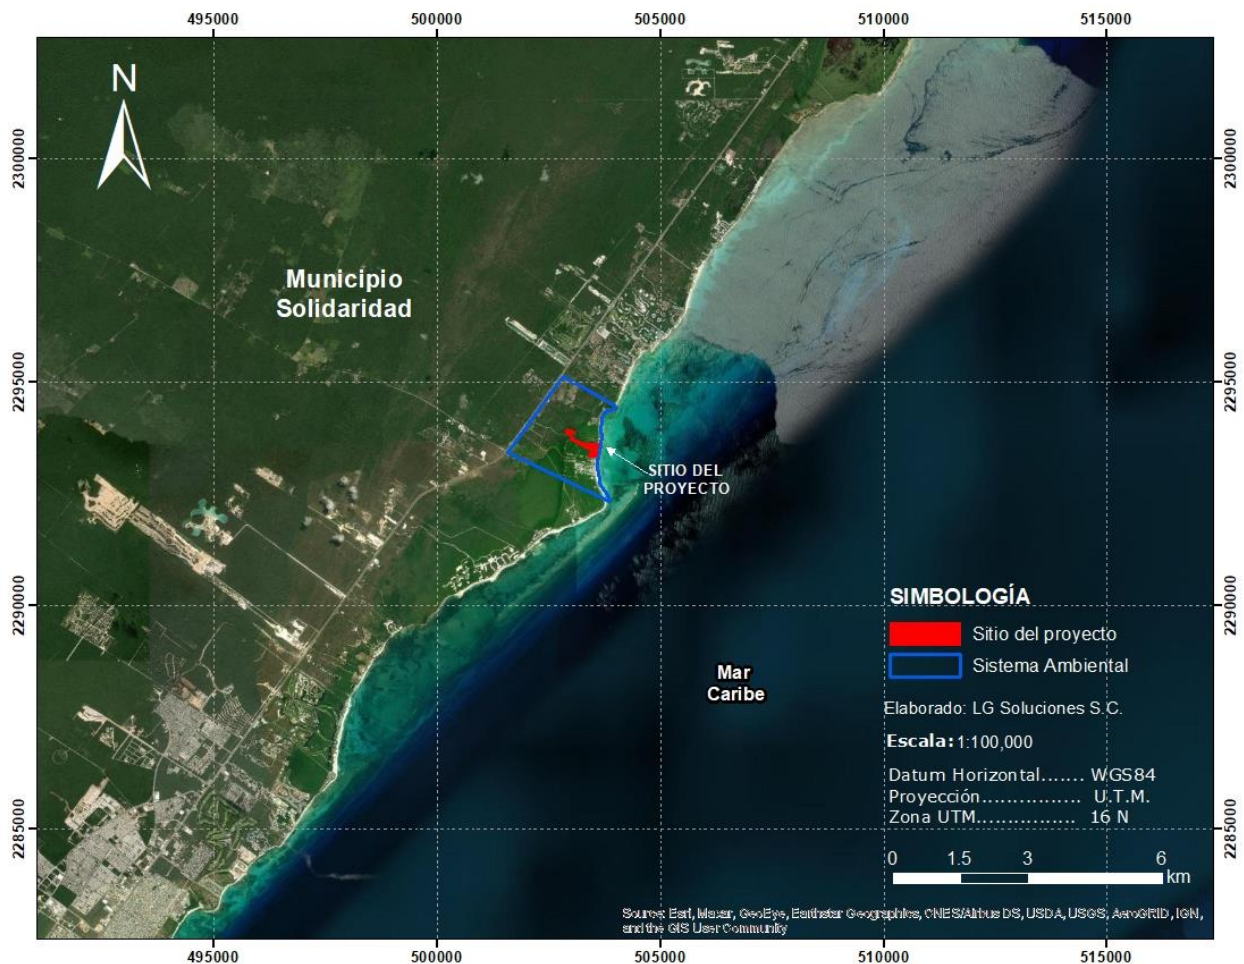 495000 500000 505000 510000 515000
N
2300000 2300000
Municipio
Solidaridad
2295000 2295000
SITIO DEL
PROYECTO
2290000 2290000
SIMBOLOGÍA
Sitio del proyecto
Sistema Ambiental
Mar
Caribe
Elaborado: LG Soluciones S.C.
Escala: 1:100,000
Datum Horizontal....... WGS84
Proyección................ U.T.M.
Zona UTM............... 16 N
2285000 2285000
0 1.5 3 6
km
Source: Esri, Maxar, GeoEye, Earthstar Geographics, CNES/Airbus DS, USDA, USGS, AeroGRID, IGN,
and the GIS User Community
495000 500000 505000 510000 515000